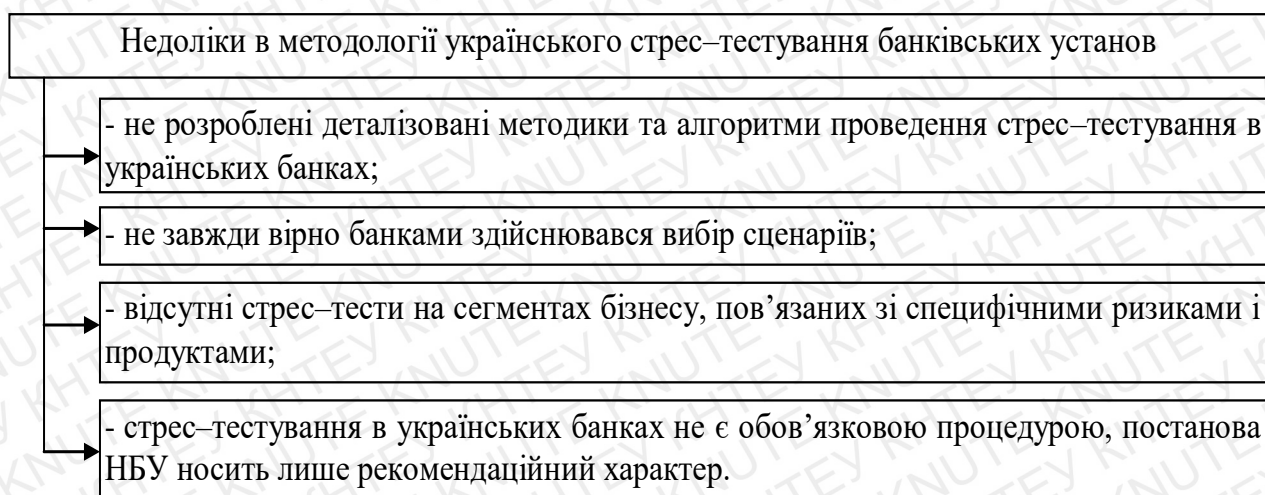 Недоліки в методології українського стрес–тестування банківських установ
- не розроблені деталізовані методики та алгоритми проведення стрес–тестування в
українських банках;
- не завжди вірно банками здійснювався вибір сценаріїв;
- відсутні стрес–тести на сегментах бізнесу, пов’язаних зі специфічними ризиками і
продуктами;
- стрес–тестування в українських банках не є обов’язковою процедурою, постанова
НБУ носить лише рекомендаційний характер.